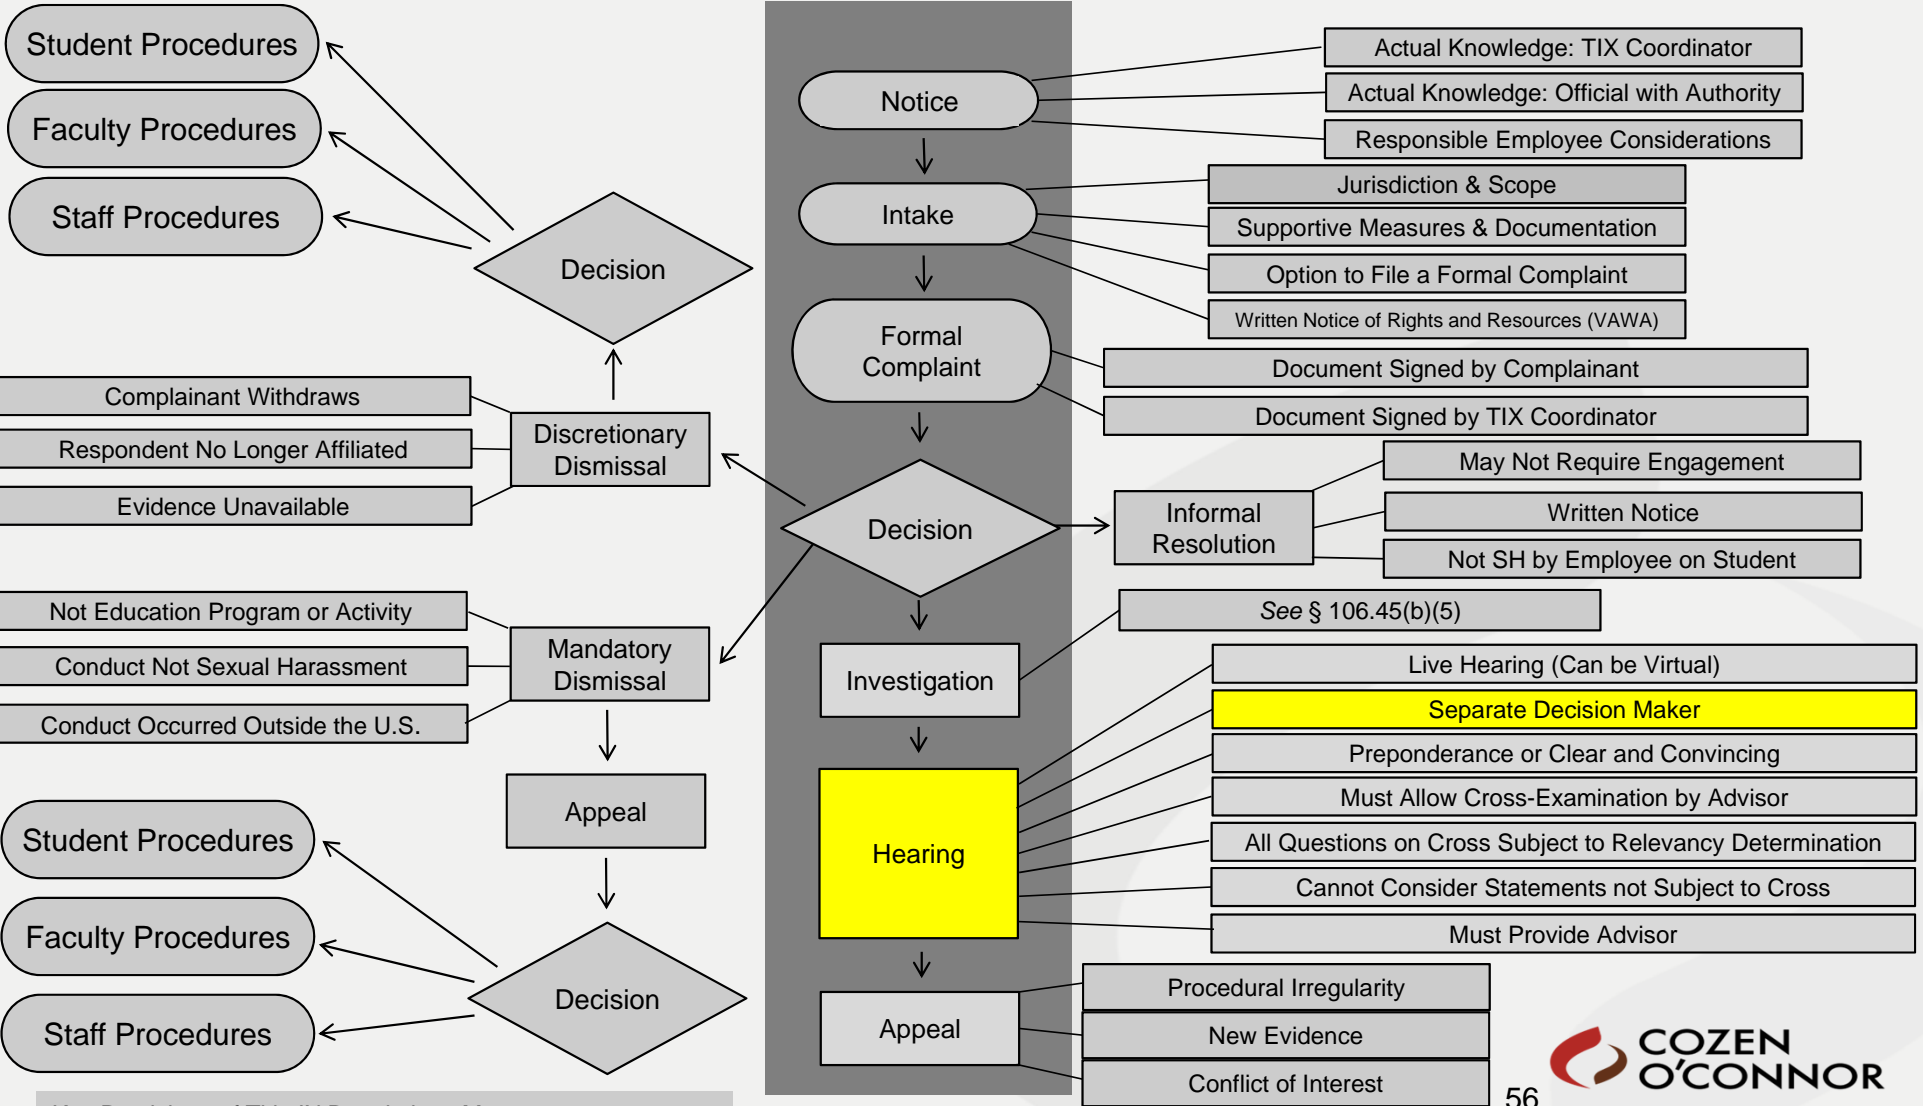 Student Procedures
Faculty Procedures
Staff Procedures
Decision
Complainant Withdraws
Respondent No Longer Affiliated
Evidence Unavailable
Discretionary
Dismissal
Not Education Program or Activity
Conduct Not Sexual Harassment
Conduct Occurred Outside the U.S.
Mandatory
Dismissal
Appeal
Student Procedures
Faculty Procedures
Staff Procedures
Decision
Notice
Actual Knowledge: TIX Coordinator
Actual Knowledge: Official with Authority
Responsible Employee Considerations
Intake
Jurisdiction & Scope
Supportive Measures & Documentation
Option to File a Formal Complaint
Written Notice of Rights and Resources (VAWA)
Formal
Complaint
Document Signed by Complainant
Document Signed by TIX Coordinator
Decision
Informal
Resolution
May Not Require Engagement
Written Notice
Not SH by Employee on Student
Investigation
See § 106.45(b)(5)
Hearing
Live Hearing (Can be Virtual)
Separate Decision Maker
Preponderance or Clear and Convincing
Must Allow Cross-Examination by Advisor
All Questions on Cross Subject to Relevancy Determination
Cannot Consider Statements not Subject to Cross
Must Provide Advisor
Appeal
Procedural Irregularity
New Evidence
Conflict of Interest
56
COZEN
O'CONNOR